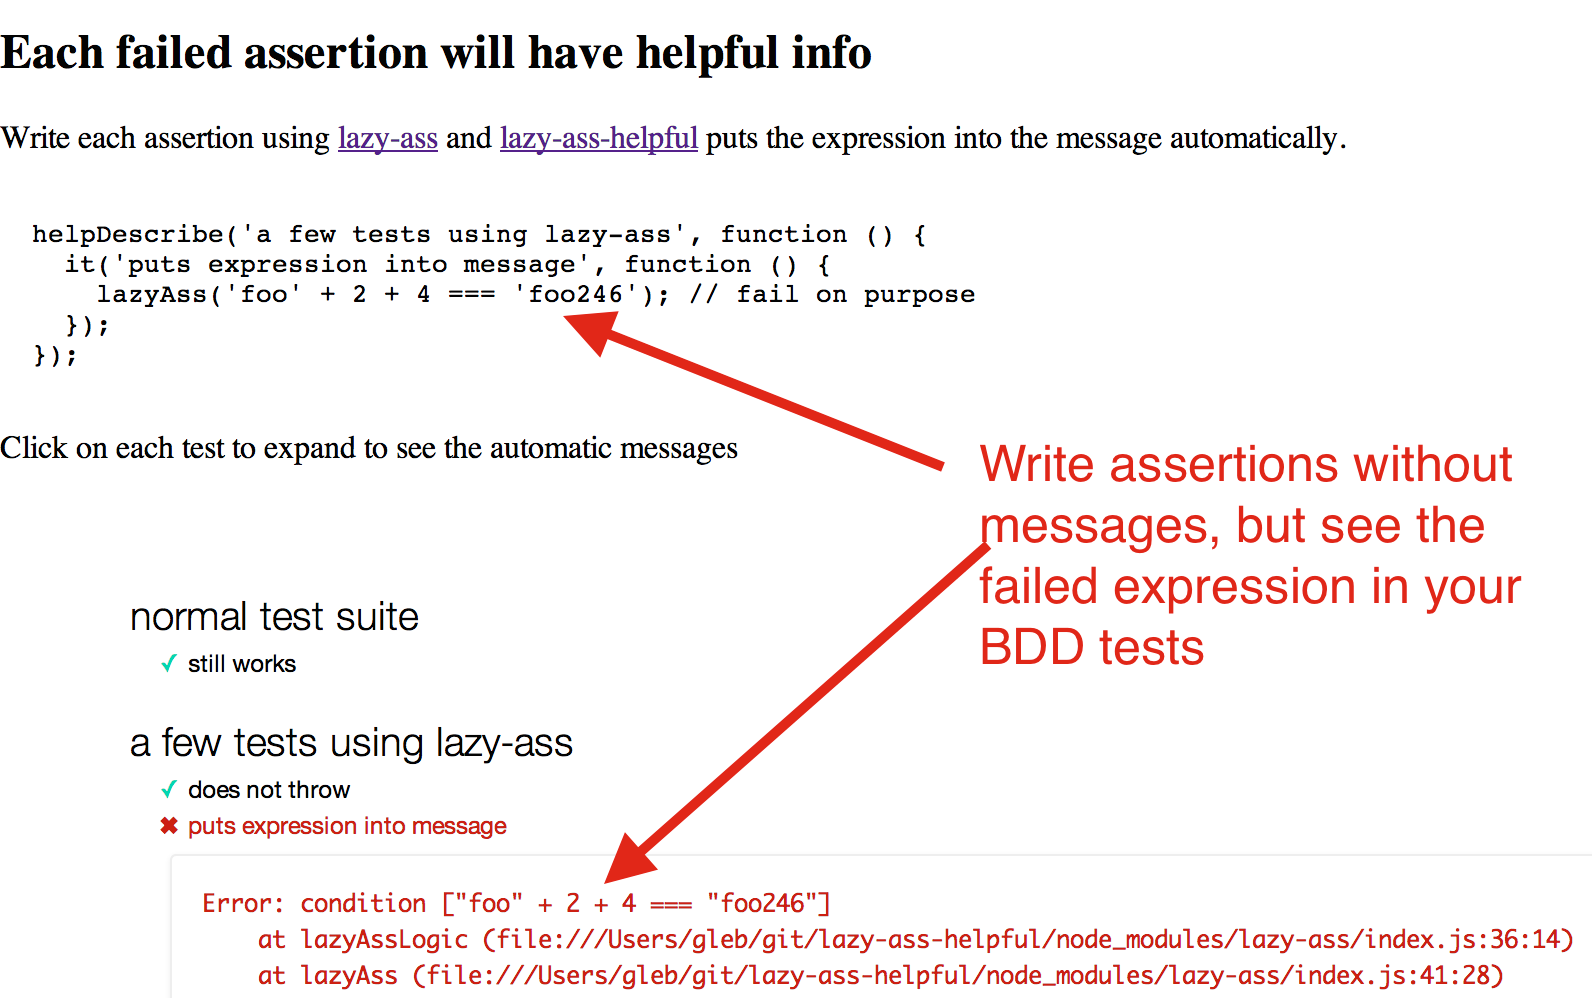 Each failed assertion will have helpful info
Write each assertion using lazy-ass and lazy-ass-helpful puts the expression into the message automatically.
helpDescribe('a few tests using lazy-ass', function () {
  it('puts expression into message', function () {
    lazyAss('foo' + 2 + 4 === 'foo246'); // fail on purpose
  });
});
Click on each test to expand to see the automatic messages
Write assertions without
messages, but see the
failed expression in your
BDD tests
normal test suite
✓ still works
a few tests using lazy-ass
✓ does not throw
✖ puts expression into message
Error: condition ["foo" + 2 + 4 === "foo246"]
    at lazyAssLogic (file:///Users/gleb/git/lazy-ass-helpful/node_modules/lazy-ass/index.js:36:14)
    at lazyAss (file:///Users/gleb/git/lazy-ass-helpful/node_modules/lazy-ass/index.js:41:28)